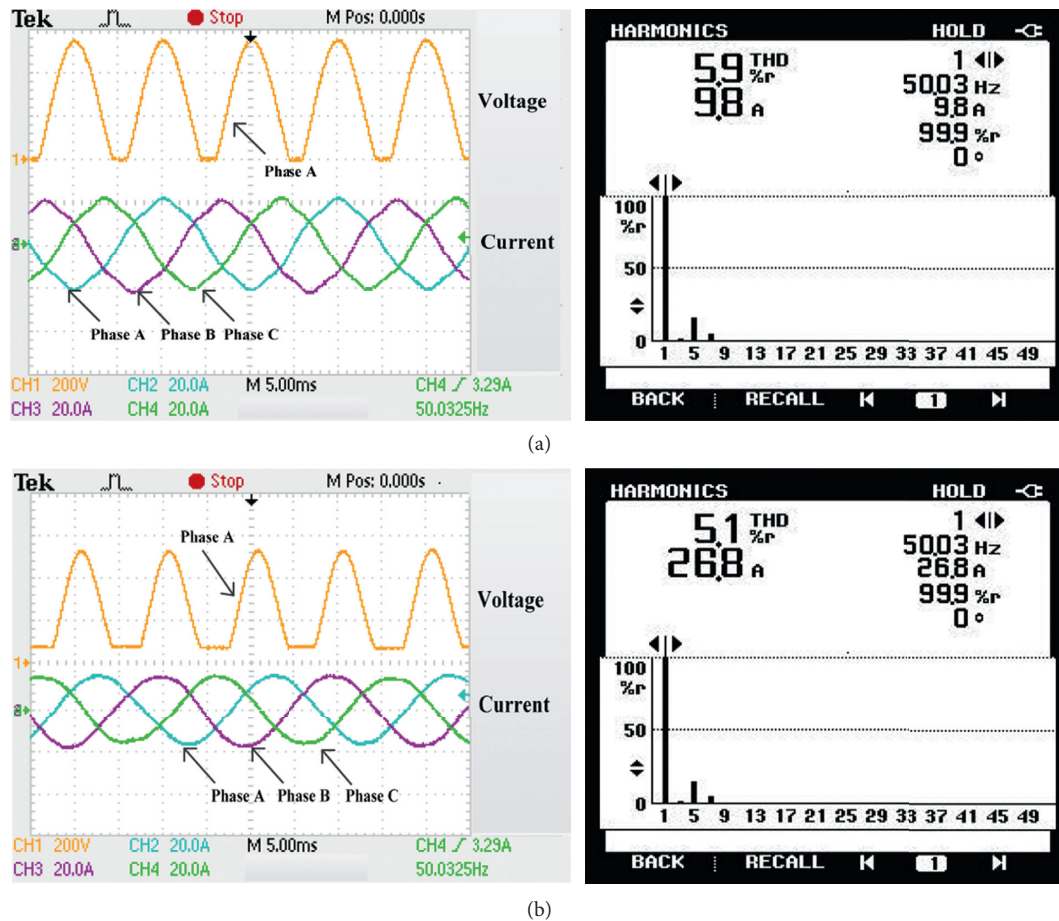 Tek Stop M Pos: 0.000s
Voltage
Phase A
1
Current
Phase A Phase B Phase C
CH1 200V CH2 20.0A M 5.00ms CH4 3.29A
CH3 20.0A CH4 20.0A 50.0325Hz
HARMONICS HOLD
5.9 THD %r 1
9.8 A 50.03 Hz
9.8 A
99.9 %r
0 °
100
%r
50
0
1 5 9 13 17 21 25 29 33 37 41 45 49
BACK RECALL 1
(a)
Tek Stop M Pos: 0.000s
Phase A
Voltage
1
Current
Phase A Phase B Phase C
CH1 200V CH2 20.0A M 5.00ms CH4 3.29A
CH3 20.0A CH4 20.0A 50.0325Hz
HARMONICS HOLD
5.1 THD %r 1
26.8 A 50.03 Hz
26.8 A
99.9 %r
0 °
100
%r
50
0
1 5 9 13 17 21 25 29 33 37 41 45 49
BACK RECALL 1
(b)